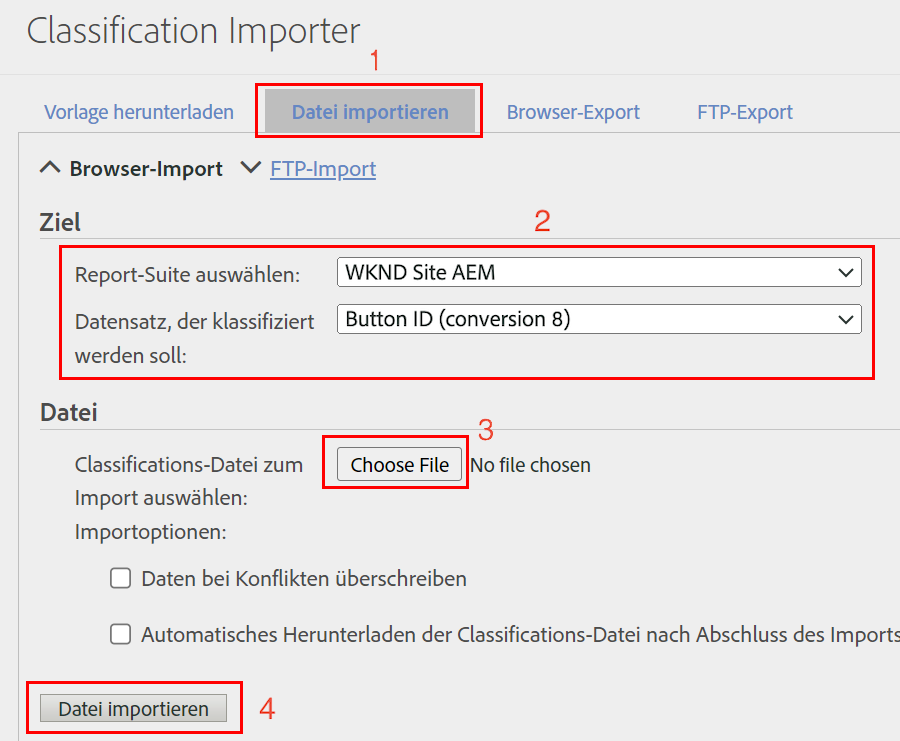 Classification Importer
1
Vorlage herunterladen Datei importieren Browser-Export FTP-Export
Browser-Import FTP-Import
Ziel
2
Report-Suite auswählen: WKND Site AEM
Datensatz, der klassifiziert Button ID (conversion 8)
werden soll:
Datei
3
Classifications-Datei zum Choose File No file chosen
Import auswählen:
Importoptionen:
Daten bei Konflikten überschreiben
Automatisches Herunterladen der Classifications-Datei nach Abschluss des Imports
Datei importieren 4